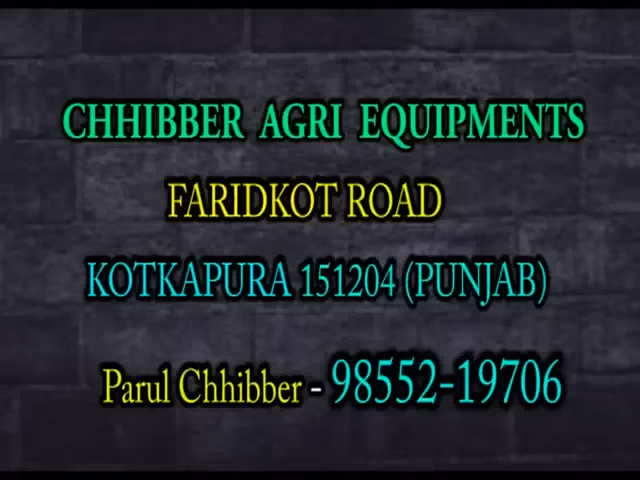 CHHIBBER AGRI EQUIPMENTS
FARIDKOT ROAD
KOTKAPURA 151204 (PUNJAB)
Parul Chhibber - 98552-19706